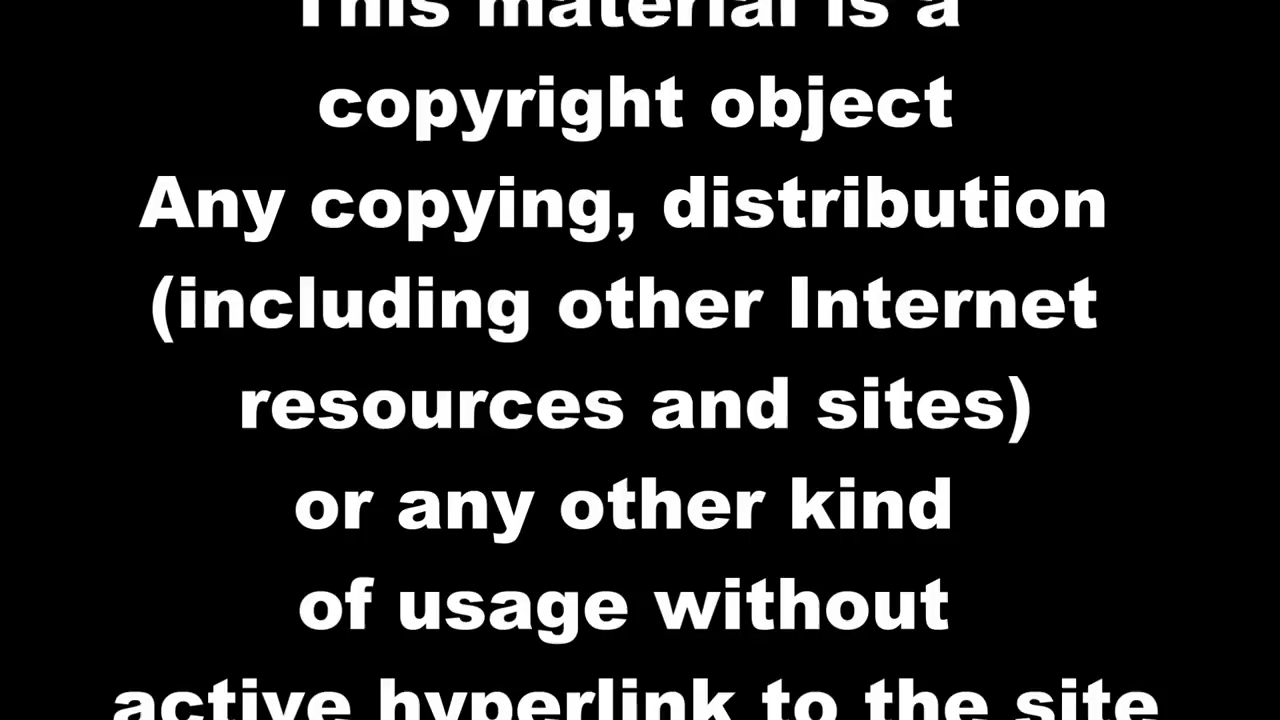 This material is a
copyright object
Any copying, distribution
(including other Internet
resources and sites)
or any other kind
of usage without
active hyperlink to the site